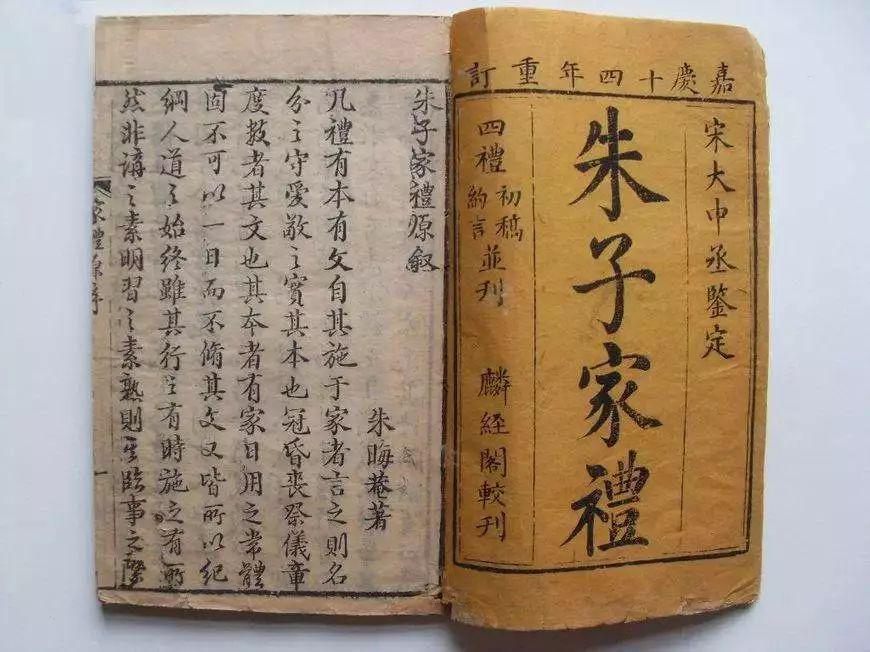 嘉慶十四年重訂
宋大中丞鑒定
朱子家禮
四禮初稿約言並刊
麟經閣較刊
朱子家禮原敘
朱晦菴著
凢禮有本有文自其施于家者言之則名
分之守愛敬之實其本也冠昏喪祭儀章
度數者其文也其夲者有家日用之常體
固不可以一日而不脩其文又皆所以紀
綱人道之始終雖其行之有時施之有所
然非講之素明習之素熟則其臨事之際
家禮原序
一